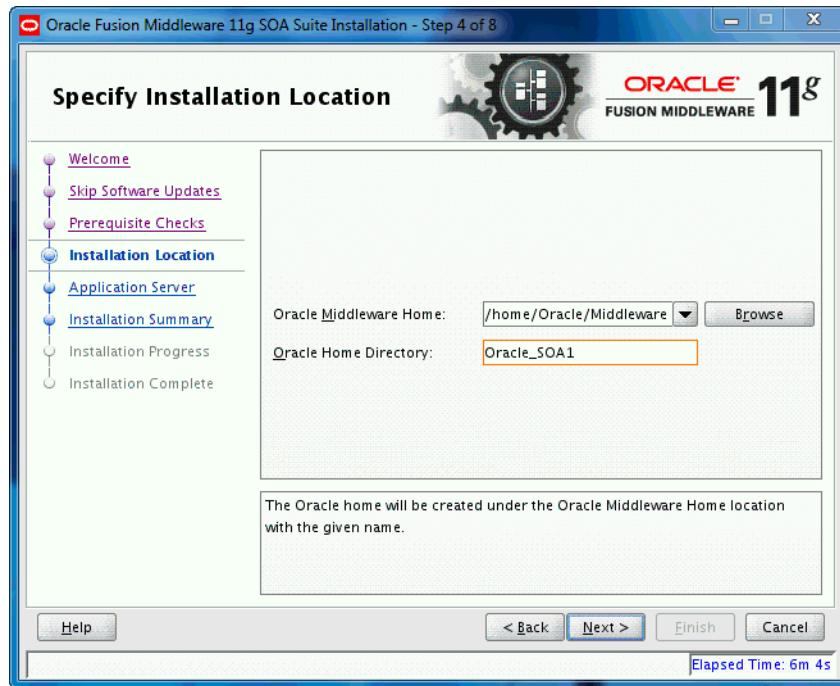 Oracle Fusion Middleware 11g SOA Suite Installation - Step 4 of 8
Specify Installation Location
ORACLE
FUSION MIDDLEWARE
11g
Welcome
Skip Software Updates
Prerequisite Checks
Installation Location
Application Server
Installation Summary
Installation Progress
Installation Complete
Oracle Middleware Home:
/home/Oracle/Middleware
Browse
Oracle Home Directory:
Oracle_SOA1
The Oracle home will be created under the Oracle Middleware Home location
with the given name.
Help
< Back
Next >
Finish
Cancel
Elapsed Time: 6m 4s